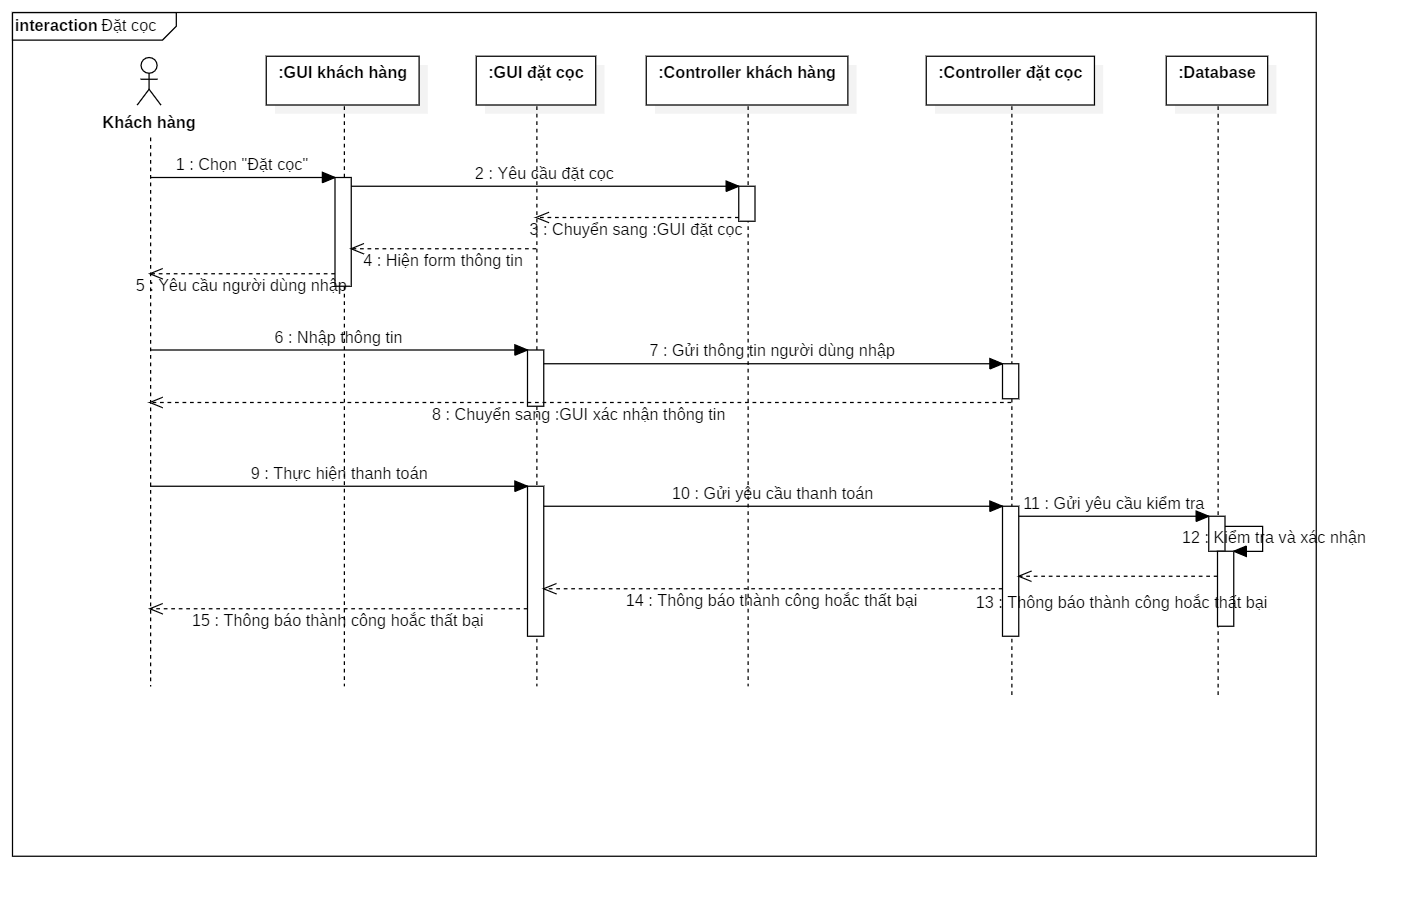 interaction Đặt cọc
:GUI khách hàng
:GUI đặt cọc
:Controller khách hàng
:Controller đặt cọc
:Database
Khách hàng
1 : Chọn "Đặt cọc"
2 : Yêu cầu đặt cọc
3 : Chuyển sang :GUI đặt cọc
4 : Hiện form thông tin
5 : Yêu cầu người dùng nhập
6 : Nhập thông tin
7 : Gửi thông tin người dùng nhập
8 : Chuyển sang :GUI xác nhận thông tin
9 : Thực hiện thanh toán
10 : Gửi yêu cầu thanh toán
11 : Gửi yêu cầu kiểm tra
12 : Kiểm tra và xác nhận
13 : Thông báo thành công hoắc thất bại
14 : Thông báo thành công hoắc thất bại
15 : Thông báo thành công hoắc thất bại